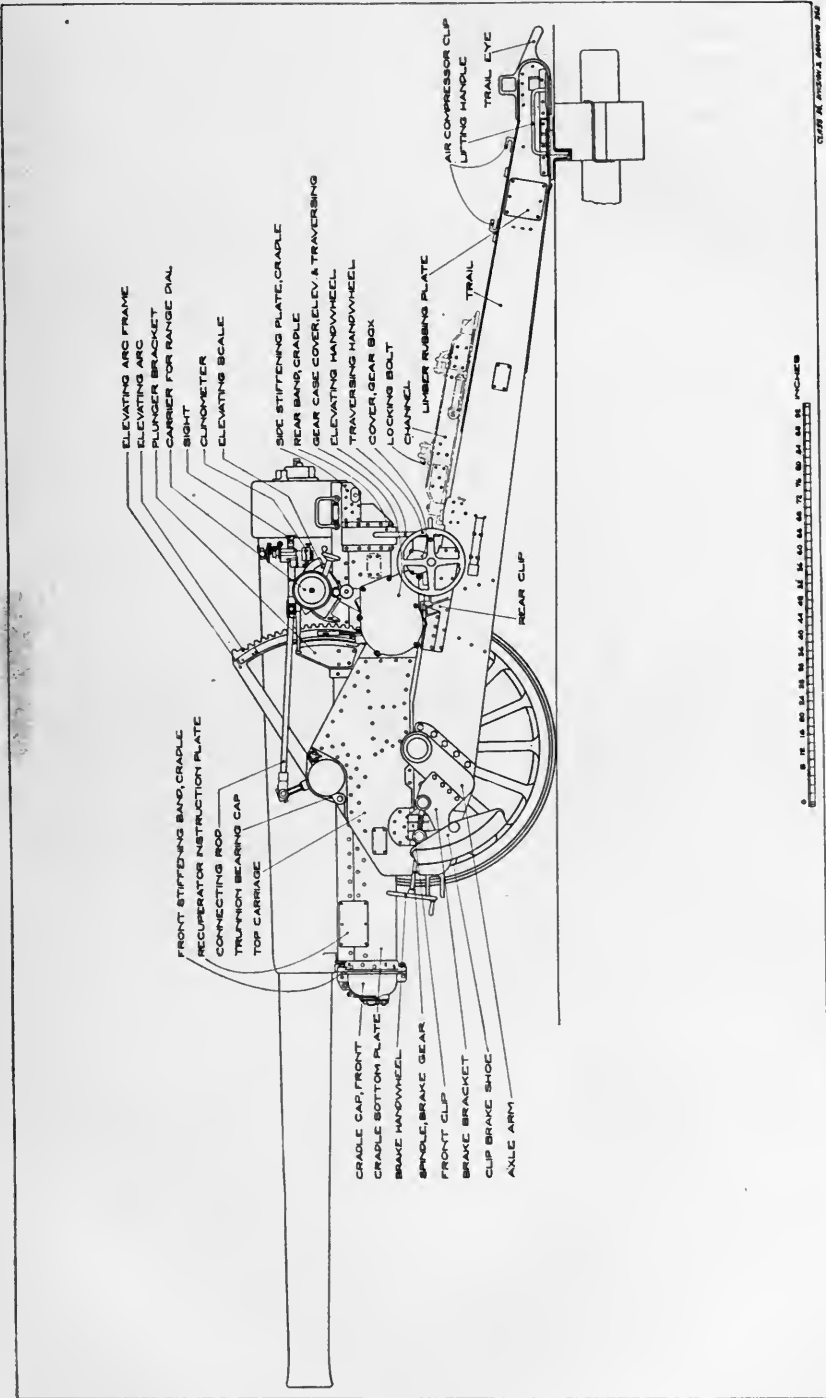 ELEVATING ARC FRAME
ELEVATING ARC
PLUNGER BRACKET
CARRIER FOR RANGE DIAL
SIGHT
CLINOMETER
ELEVATING SCALE
FRONT STIFFENING BAND, CRADLE
RECUPERATOR INSTRUCTION PLATE
CONNECTING ROD
TRUNNION BEARING CAP
TOP CARRIAGE
SIDE STIFFENING PLATE, CRADLE
REAR BAND, CRADLE
GEAR CASE COVER, ELEV. & TRAVERSING
ELEVATING HANDWHEEL
TRAVERSING HANDWHEEL
COVER, GEAR BOX
LOCKING BOLT
CHANNEL
LIMBER RUBBING PLATE
AIR COMPRESSOR CLIP
LIFTING HANDLE
TRAIL EYE
TRAIL
REAR CLIP
CRADLE CAP, FRONT
CRADLE BOTTOM PLATE
BRAKE HANDWHEEL
SPINDLE, BRAKE GEAR
FRONT CLIP
BRAKE BRACKET
CLIP BRAKE SHOE
AXLE ARM
INCHES